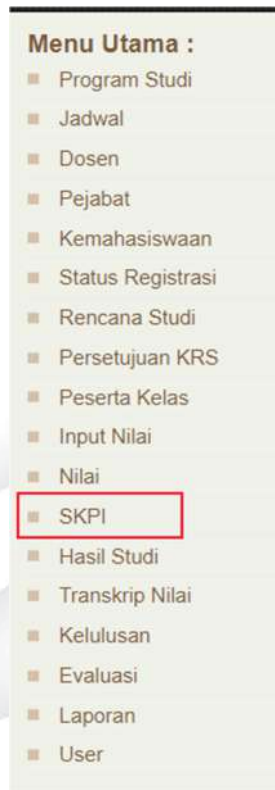 Menu Utama :
Program Studi
Jadwal
Dosen
Pejabat
Kemahasiswaan
Status Registrasi
Rencana Studi
Persetujuan KRS
Peserta Kelas
Input Nilai
Nilai
SKPI
Hasil Studi
Transkrip Nilai
Kelulusan
Evaluasi
Laporan
User